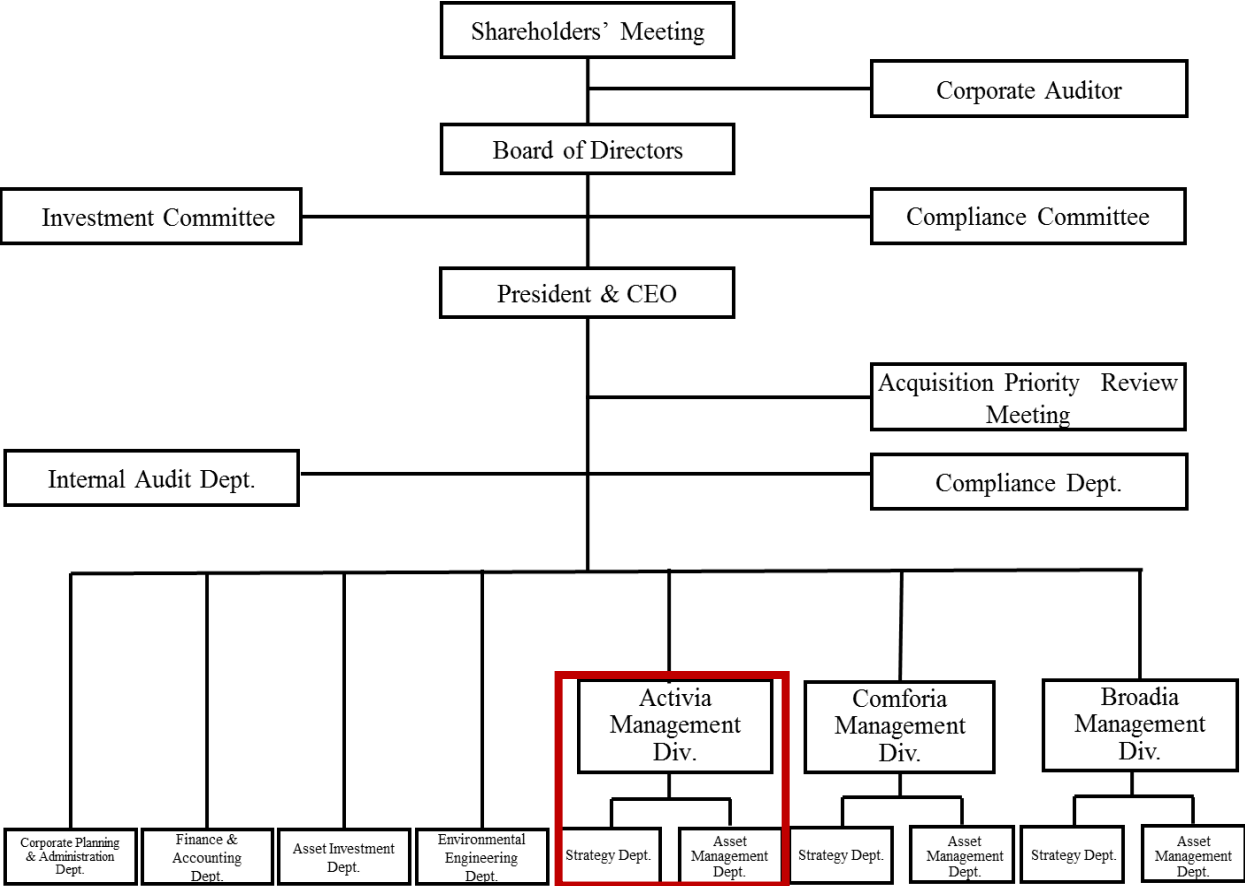 Shareholders’ Meeting
Corporate Auditor
Board of Directors
Investment Committee
Compliance Committee
President & CEO
Acquisition Priority Review
Meeting
Internal Audit Dept.
Compliance Dept.
Activia
Management
Div.
Comforia
Management
Div.
Broadia
Management
Div.
Corporate Planning
& Administration
Dept.
Finance &
Accounting
Dept.
Asset Investment
Dept.
Environmental
Engineering
Dept.
Strategy Dept.
Asset
Management
Dept.
Strategy Dept.
Asset
Management
Dept.
Strategy Dept.
Asset
Management
Dept.